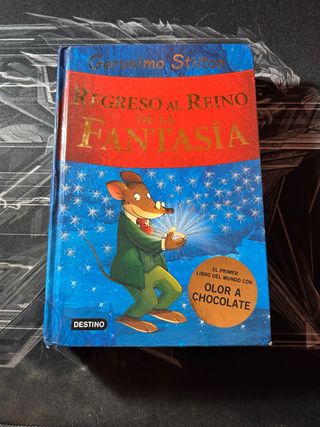 Geronimo Stilton
REGRESO AL REINO
DE LA
FANTASÍA
EL PRIMER
LIBRO DEL MUNDO CON
OLOR A
CHOCOLATE
DESTINO